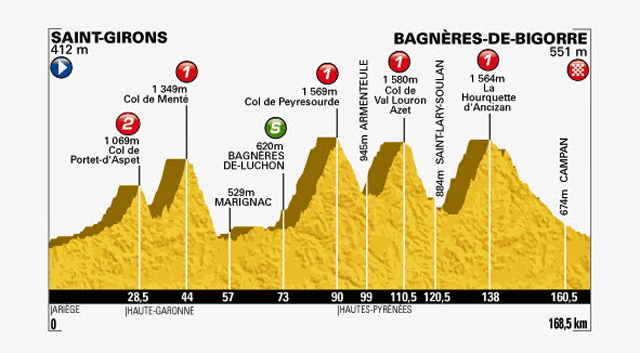 SAINT-GIRONS
412 m
BAGNÈRES-DE-BIGORRE
551 m
2
1 069m
Col de
Portet-d'Aspet
1
1 349m
Col de Menté
529m
MARIGNAC
S
620m
BAGNÈRES
DE-LUCHON
1
1 569m
Col de Peyresourde
945m ARMENTEULE
1
1 580m
Col de
Val Louron
Azet
884m SAINT-LARY-SOULAN
1
1 564m
La
Hourquette
d'Ancizan
674m CAMPAN
28,5 44 57 73 90 99 110,5 120,5 138 160,5
ARIÈGE
HAUTE-GARONNE
HAUTES-PYRÉNÉES
0
168,5 km